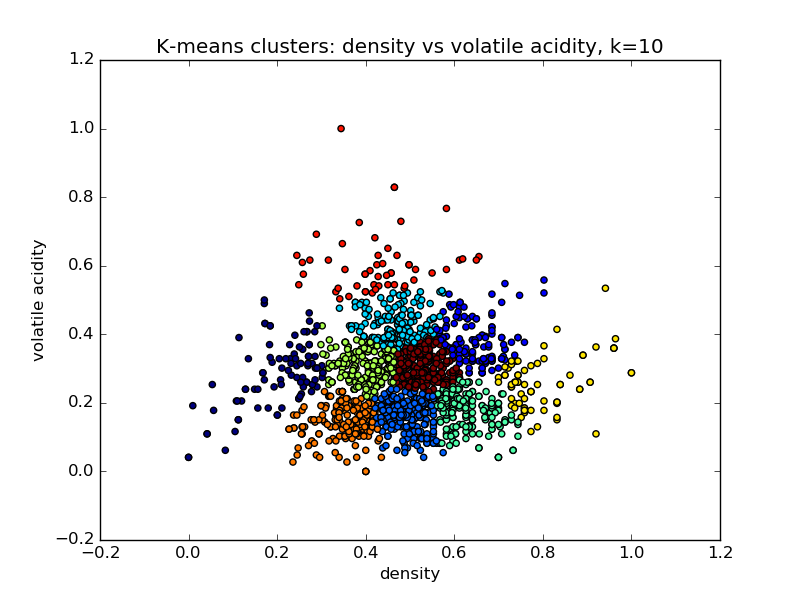 K-means clusters: density vs volatile acidity, k=10
1.2
1.0
0.8
0.6
0.4
0.2
0.0
−0.2
volatile acidity
−0.2 0.0 0.2 0.4 0.6 0.8 1.0 1.2
density